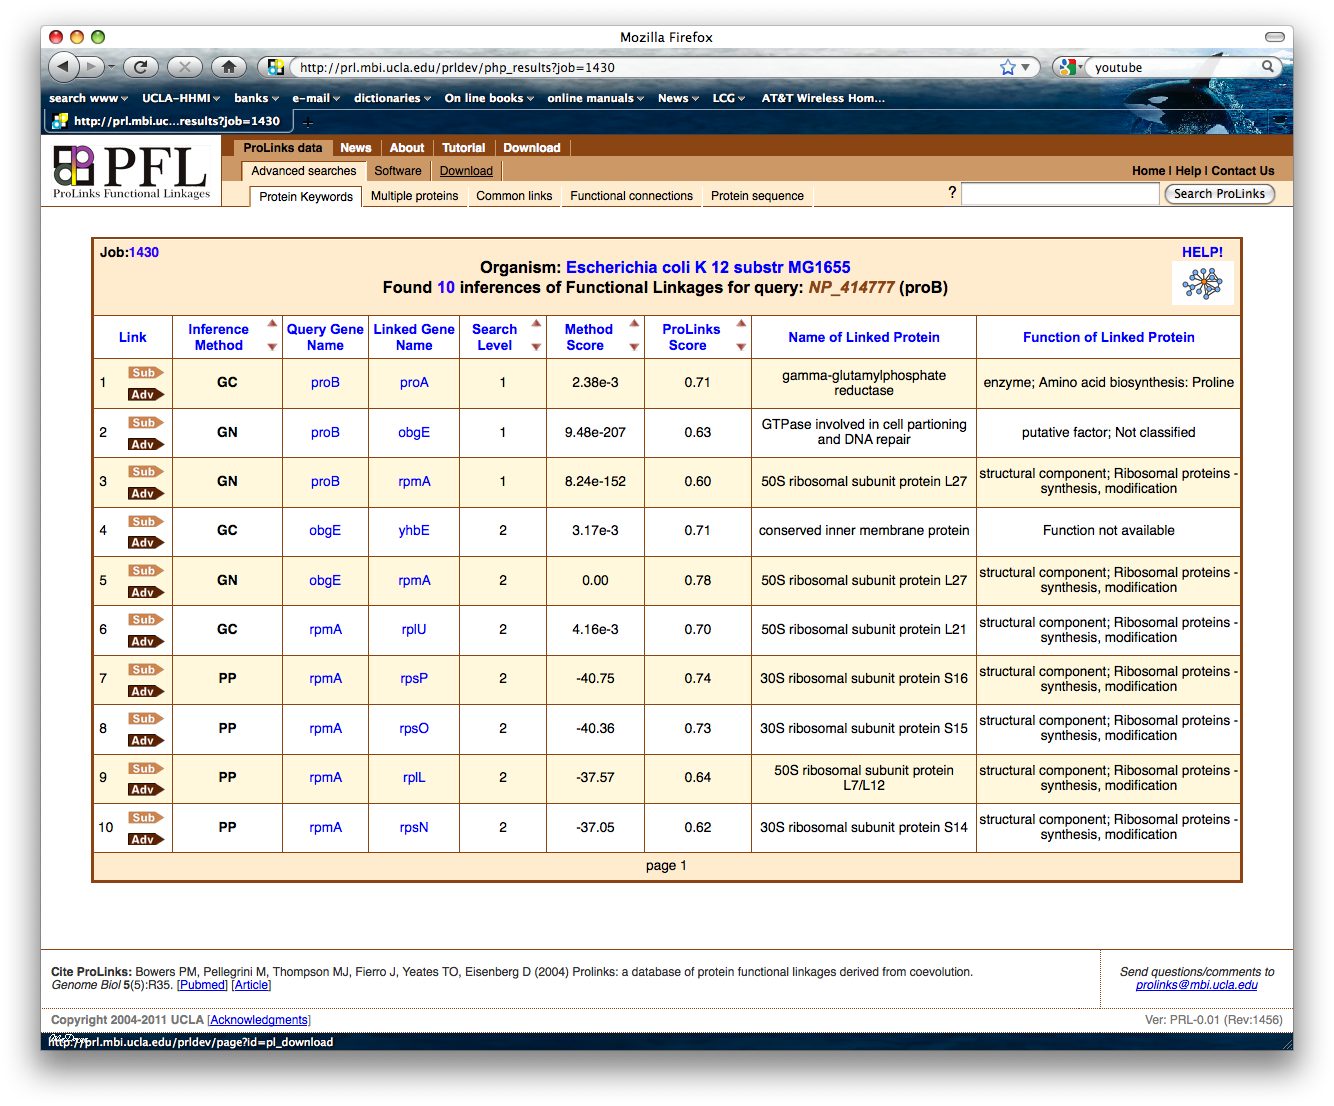 Mozilla Firefox
http://prl.mbi.ucla.edu/prldev/php_results?job=1430
youtube
search www UCLA-HHMI banks e-mail dictionaries On line books online manuals News LCG AT&T Wireless Hom...
http://prl.mbi.uc...results?job=1430
PFL
ProLinks Functional Linkages
ProLinks data News About Tutorial Download
Advanced searches Software Download
Home | Help | Contact Us
Protein Keywords Multiple proteins Common links Functional connections Protein sequence
? Search ProLinks
Job:1430
HELP!
Organism: Escherichia coli K 12 substr MG1655
Found 10 inferences of Functional Linkages for query: NP_414777 (proB)
Link Inference Method Query Gene Name Linked Gene Name Search Level Method Score ProLinks Score Name of Linked Protein Function of Linked Protein
1 Sub Adv GC proB proA 1 2.38e-3 0.71 gamma-glutamylphosphate reductase enzyme; Amino acid biosynthesis: Proline
2 Sub Adv GN proB obgE 1 9.48e-207 0.63 GTPase involved in cell partioning and DNA repair putative factor; Not classified
3 Sub Adv GN proB rpmA 1 8.24e-152 0.60 50S ribosomal subunit protein L27 structural component; Ribosomal proteins - synthesis, modification
4 Sub Adv GC obgE yhbE 2 3.17e-3 0.71 conserved inner membrane protein Function not available
5 Sub Adv GN obgE rpmA 2 0.00 0.78 50S ribosomal subunit protein L27 structural component; Ribosomal proteins - synthesis, modification
6 Sub Adv GC rpmA rplU 2 4.16e-3 0.70 50S ribosomal subunit protein L21 structural component; Ribosomal proteins - synthesis, modification
7 Sub Adv PP rpmA rpsP 2 -40.75 0.74 30S ribosomal subunit protein S16 structural component; Ribosomal proteins - synthesis, modification
8 Sub Adv PP rpmA rpsO 2 -40.36 0.73 30S ribosomal subunit protein S15 structural component; Ribosomal proteins - synthesis, modification
9 Sub Adv PP rpmA rplL 2 -37.57 0.64 50S ribosomal subunit protein L7/L12 structural component; Ribosomal proteins - synthesis, modification
10 Sub Adv PP rpmA rpsN 2 -37.05 0.62 30S ribosomal subunit protein S14 structural component; Ribosomal proteins - synthesis, modification
page 1
Cite ProLinks: Bowers PM, Pellegrini M, Thompson MJ, Fierro J, Yeates TO, Eisenberg D (2004) Prolinks: a database of protein functional linkages derived from coevolution.
Genome Biol 5(5):R35. [Pubmed] [Article]
Send questions/comments to
prolinks@mbi.ucla.edu
Copyright 2004-2011 UCLA [Acknowledgments]
Ver: PRL-0.01 (Rev:1456)
http://prl.mbi.ucla.edu/prldev/page?id=pl_download